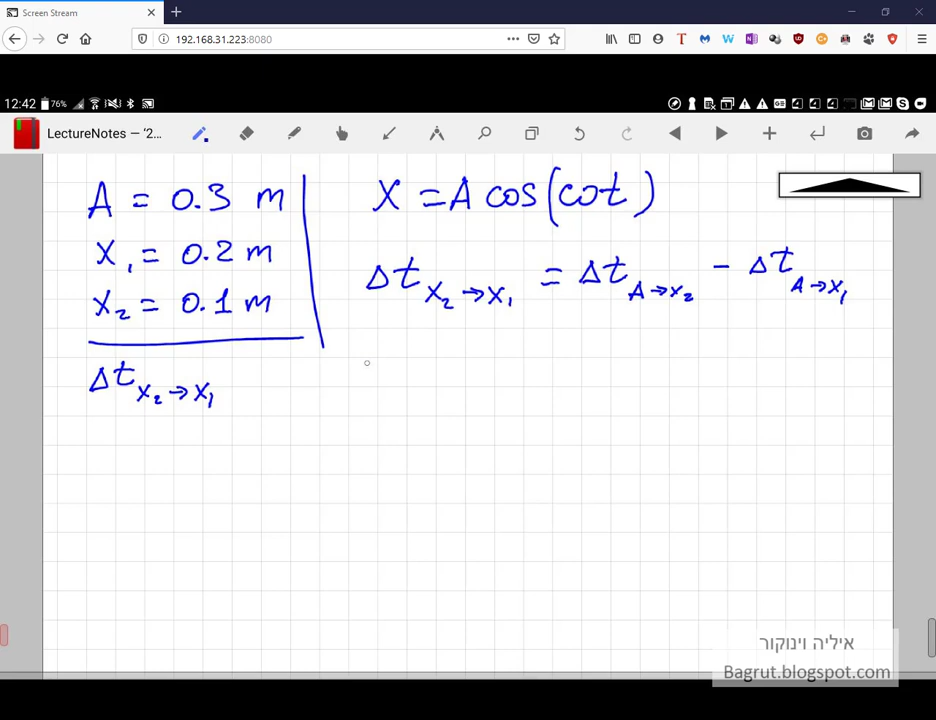 Screen Stream
192.168.31.223:8080
12:42 76%
LectureNotes — ‘2...
A = 0.3 m
x₁ = 0.2 m
x₂ = 0.1 m
Δt x₂→x₁
X = A cos(ωt)
Δt x₂→x₁ = Δt A→x₂ - Δt A→x₁
איליה וינוקור
Bagrut.blogspot.com